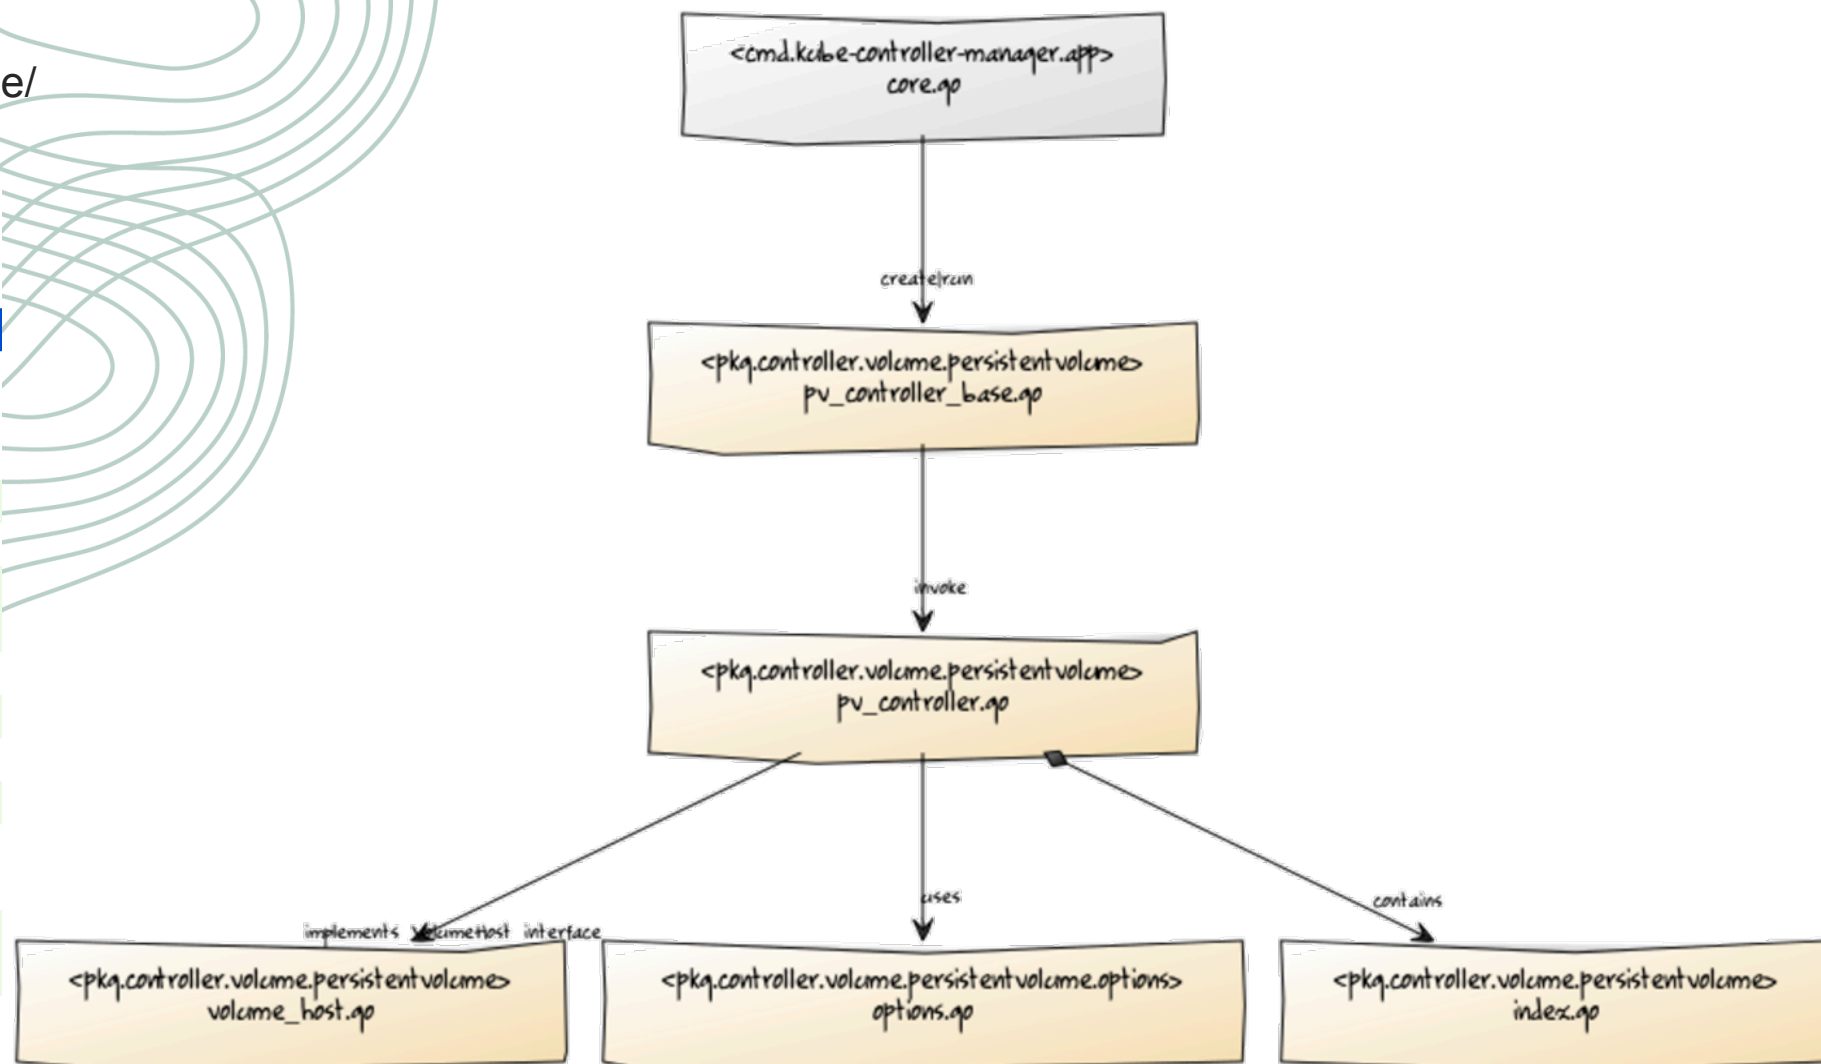 e/
<cmd.kube-controller-manager.app>
core.go
create/run
<pkg.controller.volume.persistentvolume>
pv_controller_base.go
invoke
<pkg.controller.volume.persistentvolume>
pv_controller.go
implements VolumeHost interface
uses
contains
<pkg.controller.volume.persistentvolume>
volume_host.go
<pkg.controller.volume.persistentvolume.options>
options.go
<pkg.controller.volume.persistentvolume>
index.go